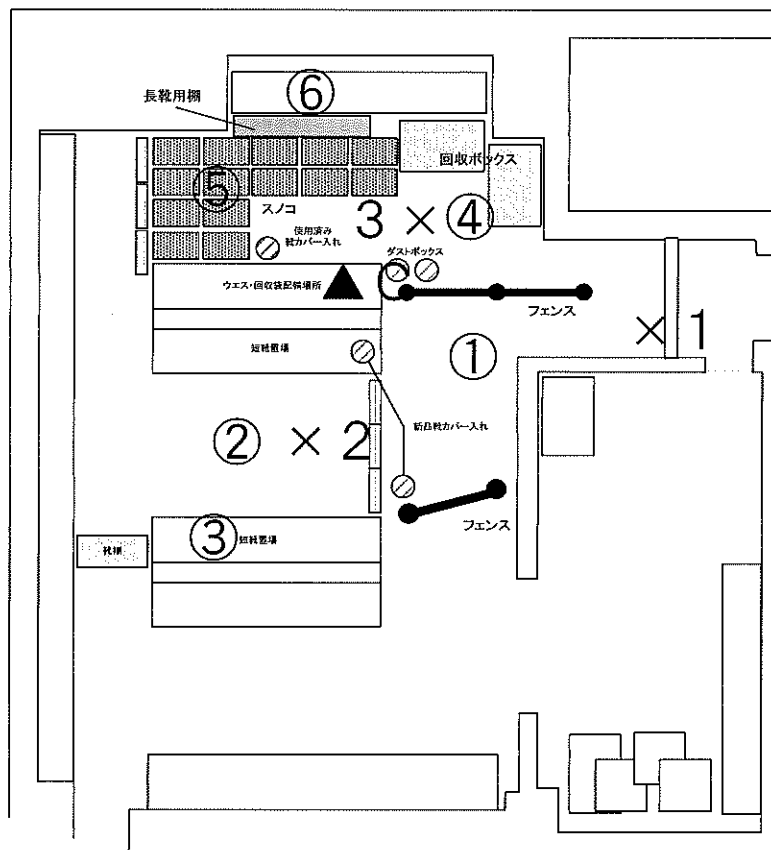 ⑥
長靴用棚
回収ボックス
⑤
スノコ
3 × ④
使用済み
靴カバー入れ
ダストボックス
ウエス・回収袋配備場所
フェンス
× 1
短靴置場
①
② × 2
新品靴カバー入れ
フェンス
③
短靴置場
靴棚